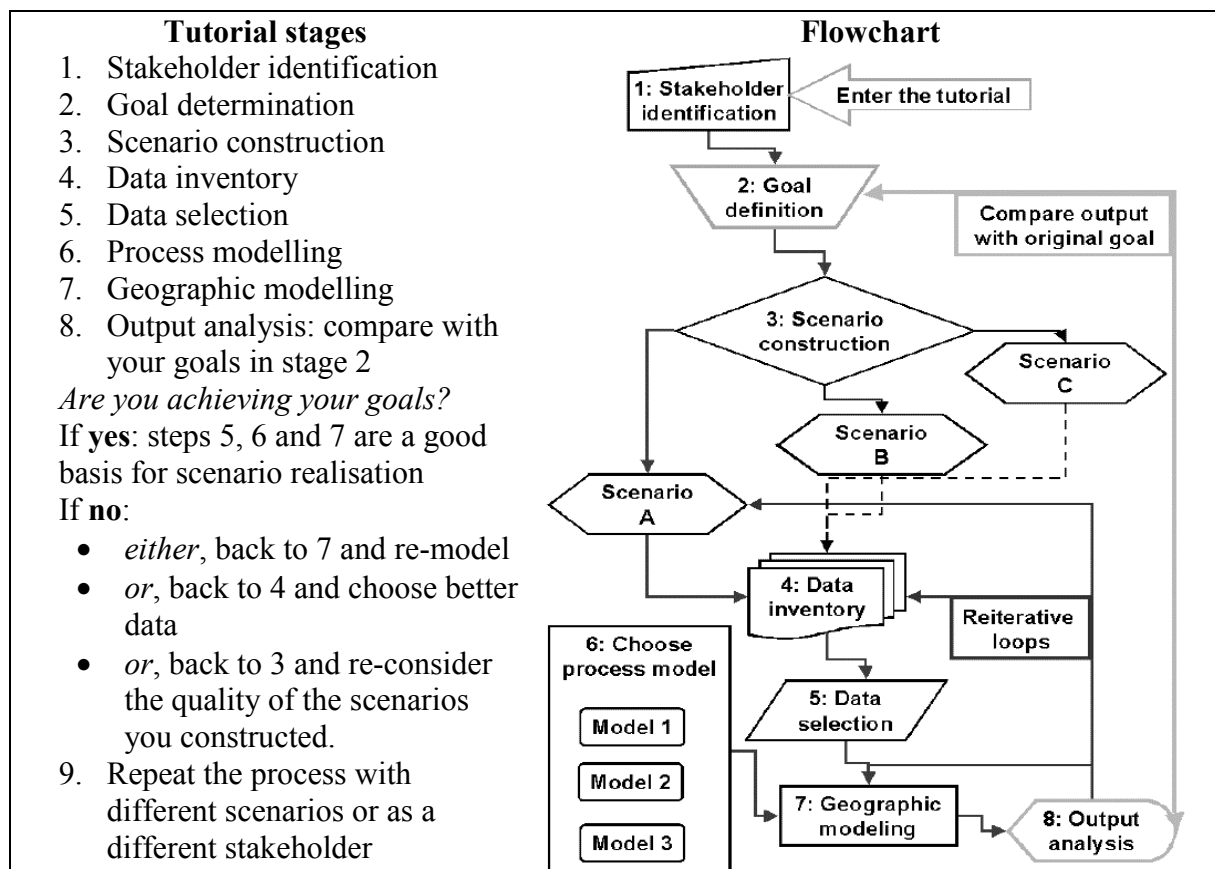 Tutorial stages
1. Stakeholder identification
2. Goal determination
3. Scenario construction
4. Data inventory
5. Data selection
6. Process modelling
7. Geographic modelling
8. Output analysis: compare with
your goals in stage 2
Are you achieving your goals?
If yes: steps 5, 6 and 7 are a good
basis for scenario realisation
If no:
• either, back to 7 and re-model
• or, back to 4 and choose better
data
• or, back to 3 and re-consider
the quality of the scenarios
you constructed.
9. Repeat the process with
different scenarios or as a
different stakeholder
Flowchart
1: Stakeholder
identification
Enter the tutorial
2: Goal
definition
Compare output
with original goal
3: Scenario
construction
Scenario
C
Scenario
B
Scenario
A
4: Data
inventory
Reiterative
loops
6: Choose
process model
Model 1
Model 2
Model 3
5: Data
selection
7: Geographic
modeling
8: Output
analysis